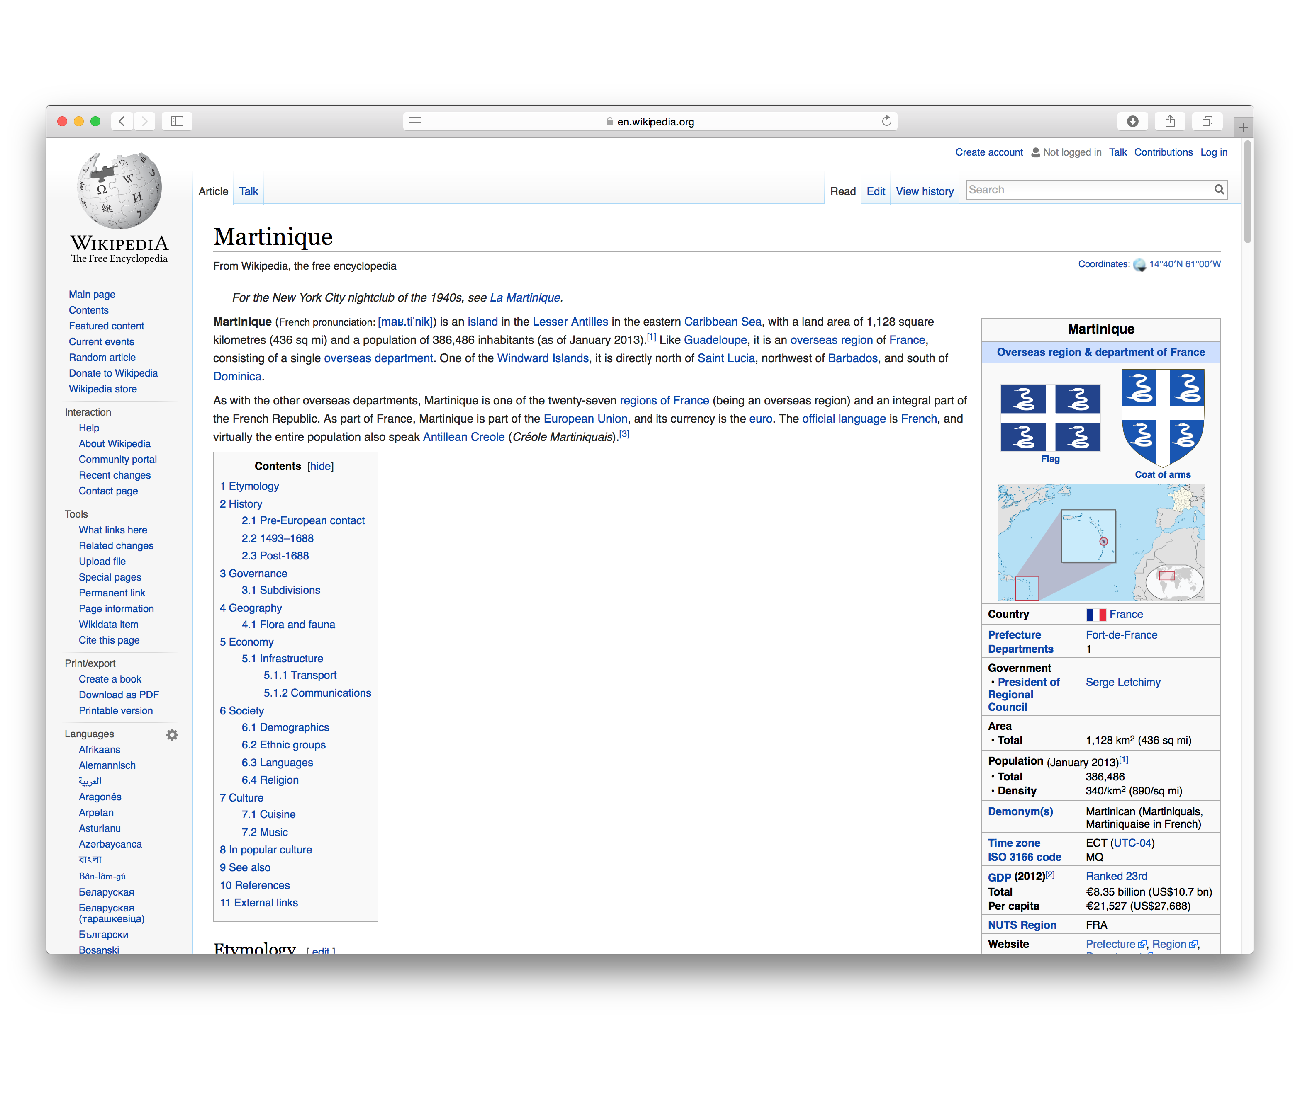 en.wikipedia.org
Create account Not logged in Talk Contributions Log in
Article Talk Read Edit View history Search
WIKIPEDIA
The Free Encyclopedia
Main page
Contents
Featured content
Current events
Random article
Donate to Wikipedia
Wikipedia store
Interaction
Help
About Wikipedia
Community portal
Recent changes
Contact page
Tools
What links here
Related changes
Upload file
Special pages
Permanent link
Page information
Wikidata item
Cite this page
Print/export
Create a book
Download as PDF
Printable version
Languages
Afrikaans
Alemannisch
العربية
Aragonés
Arpetan
Asturianu
Azərbaycanca
বাংলা
Bân-lâm-gú
Беларуская
Беларуская
(тарашкевіца)
Български
Bosanski
Martinique
From Wikipedia, the free encyclopedia
Coordinates: 14°40′N 61°00′W
For the New York City nightclub of the 1940s, see La Martinique.
Martinique (French pronunciation: [maʁ.ti'nik]) is an island in the Lesser Antilles in the eastern Caribbean Sea, with a land area of 1,128 square
kilometres (436 sq mi) and a population of 386,486 inhabitants (as of January 2013).[1] Like Guadeloupe, it is an overseas region of France,
consisting of a single overseas department. One of the Windward Islands, it is directly north of Saint Lucia, northwest of Barbados, and south of
Dominica.
As with the other overseas departments, Martinique is one of the twenty-seven regions of France (being an overseas region) and an integral part of
the French Republic. As part of France, Martinique is part of the European Union, and its currency is the euro. The official language is French, and
virtually the entire population also speak Antillean Creole (Créole Martiniquais).[3]
Contents [hide]
1 Etymology
2 History
2.1 Pre-European contact
2.2 1493–1688
2.3 Post-1688
3 Governance
3.1 Subdivisions
4 Geography
4.1 Flora and fauna
5 Economy
5.1 Infrastructure
5.1.1 Transport
5.1.2 Communications
6 Society
6.1 Demographics
6.2 Ethnic groups
6.3 Languages
6.4 Religion
7 Culture
7.1 Cuisine
7.2 Music
8 In popular culture
9 See also
10 References
11 External links
Etymology [edit]
Martinique
Overseas region & department of France
Flag
Coat of arms
Country France
Prefecture Fort-de-France
Departments 1
Government
• President of Serge Letchimy
Regional
Council
Area
• Total 1,128 km² (436 sq mi)
Population (January 2013)[1]
• Total 386,486
• Density 340/km² (890/sq mi)
Demonym(s) Martinican (Martiniquais,
Martiniquaise in French)
Time zone ECT (UTC-04)
ISO 3166 code MQ
GDP (2012)[2] Ranked 23rd
Total €8.35 billion (US$10.7 bn)
Per capita €21,527 (US$27,688)
NUTS Region FRA
Website Prefecture, Region,